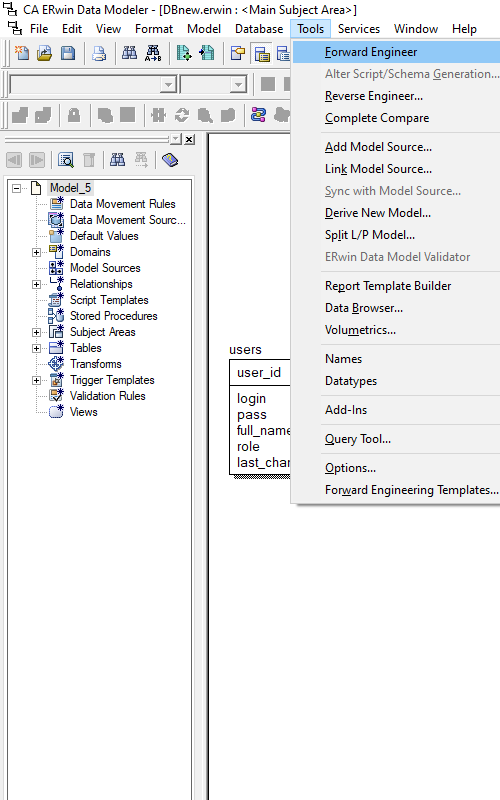 CA ERwin Data Modeler - [DBnew.erwin : <Main Subject Area>]
File Edit View Format Model Database Tools Services Window Help
Forward Engineer
Alter Script/Schema Generation...
Reverse Engineer...
Complete Compare
Add Model Source...
Link Model Source...
Sync with Model Source...
Derive New Model...
Split L/P Model...
ERwin Data Model Validator
Report Template Builder
Data Browser...
Volumetrics...
Names
Datatypes
Add-Ins
Query Tool...
Options...
Forward Engineering Templates...
Model_5
Data Movement Rules
Data Movement Sourc...
Default Values
Domains
Model Sources
Relationships
Script Templates
Stored Procedures
Subject Areas
Tables
Transforms
Trigger Templates
Validation Rules
Views
users
user_id
login
pass
full_name
role
last_char